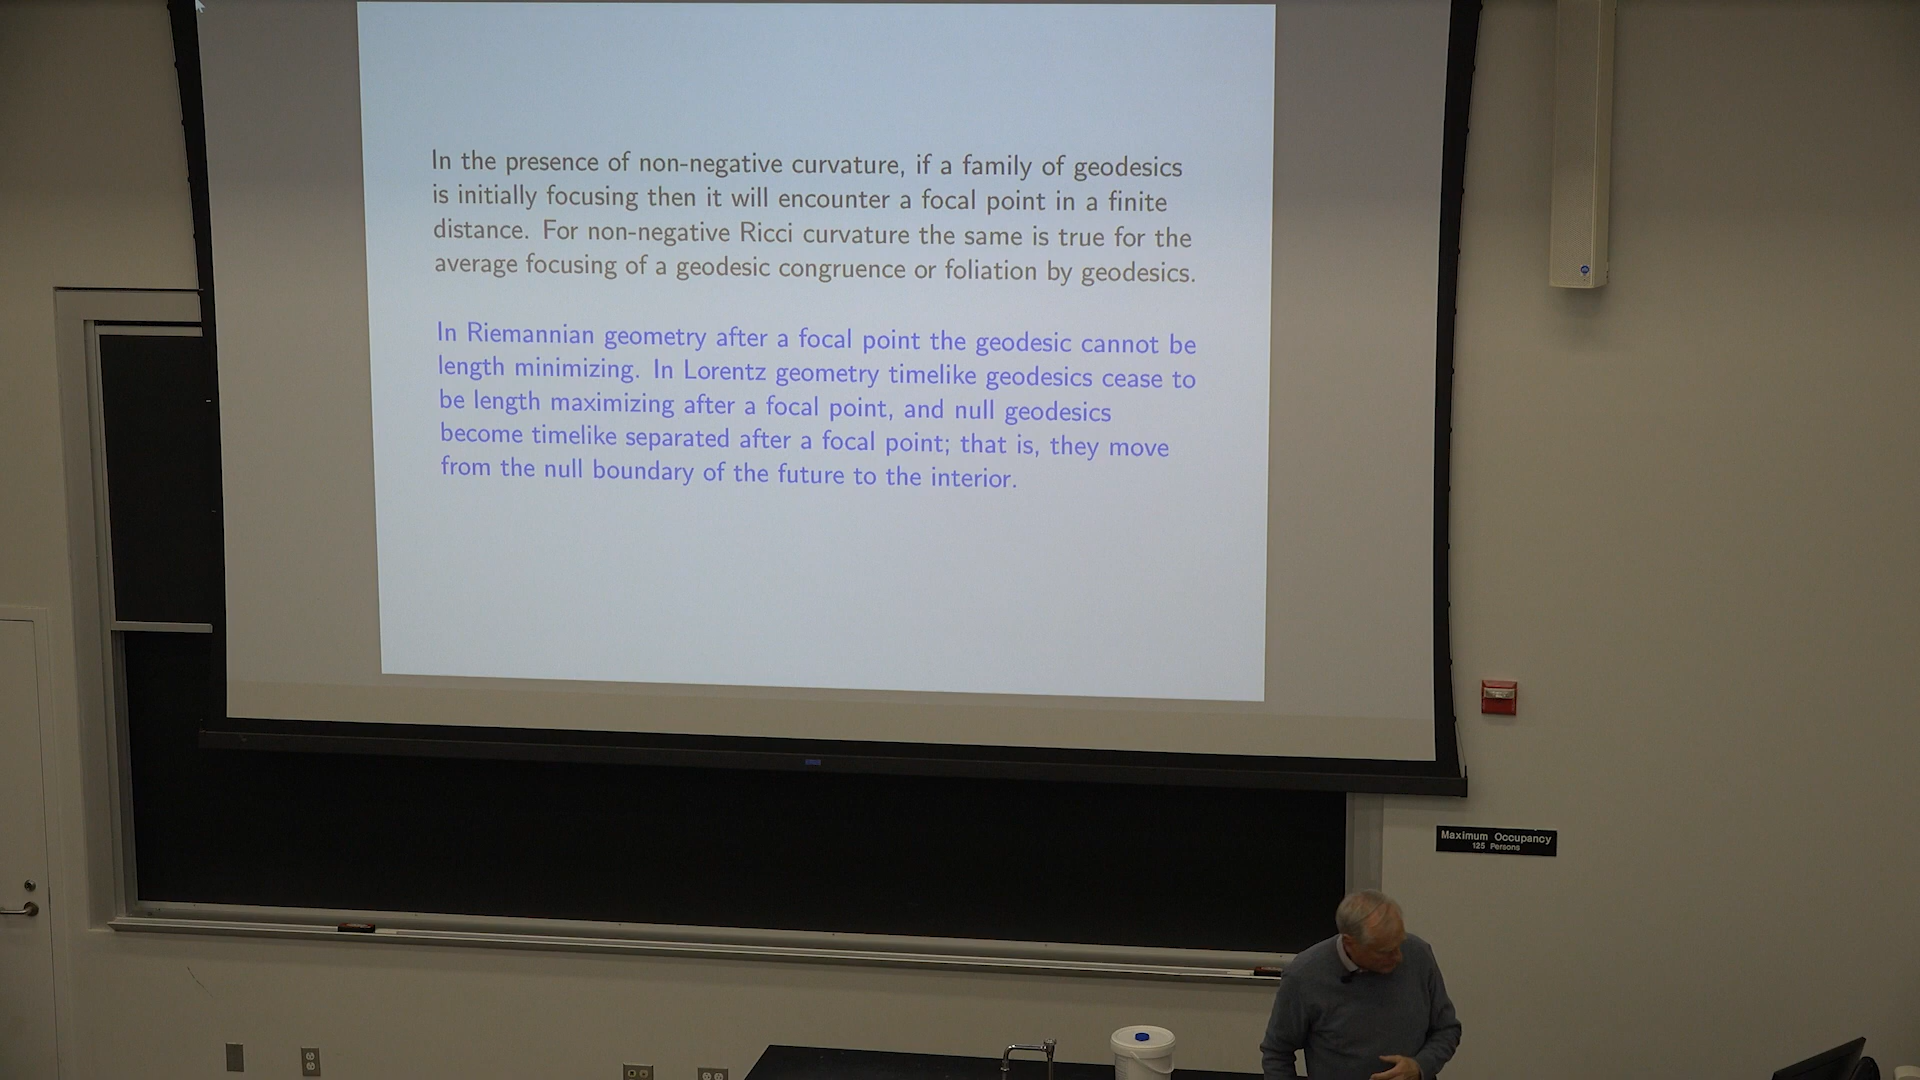 In the presence of non-negative curvature, if a family of geodesics
is initially focusing then it will encounter a focal point in a finite
distance. For non-negative Ricci curvature the same is true for the
average focusing of a geodesic congruence or foliation by geodesics.
In Riemannian geometry after a focal point the geodesic cannot be
length minimizing. In Lorentz geometry timelike geodesics cease to
be length maximizing after a focal point, and null geodesics
become timelike separated after a focal point; that is, they move
from the null boundary of the future to the interior.
Maximum Occupancy
125 Persons